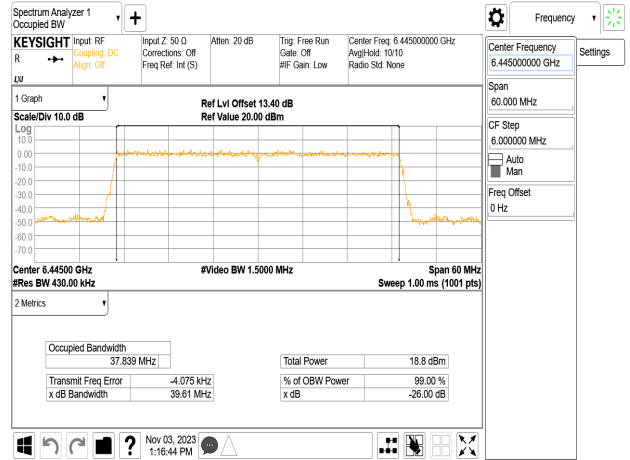 Spectrum Analyzer 1
Occupied BW
Frequency
KEYSIGHT
R
LXI
Input: RF
Coupling: DC
Align: Off
Input Z: 50 Ω
Corrections: Off
Freq Ref: Int (S)
Atten: 20 dB
Trig: Free Run
Gate: Off
#IF Gain: Low
Center Freq: 6.445000000 GHz
Avg|Hold: 10/10
Radio Std: None
Center Frequency
6.445000000 GHz
Settings
Span
60.000 MHz
CF Step
6.000000 MHz
Auto
Man
Freq Offset
0 Hz
1 Graph
Scale/Div 10.0 dB
Ref Lvl Offset 13.40 dB
Ref Value 20.00 dBm
Log
10.0
0.00
-10.0
-20.0
-30.0
-40.0
-50.0
-60.0
-70.0
Center 6.44500 GHz
#Res BW 430.00 kHz
#Video BW 1.5000 MHz
Span 60 MHz
Sweep 1.00 ms (1001 pts)
2 Metrics
Occupied Bandwidth
37.839 MHz
Total Power 18.8 dBm
Transmit Freq Error -4.075 kHz
% of OBW Power 99.00 %
x dB Bandwidth 39.61 MHz
x dB -26.00 dB
?
Nov 03, 2023
1:16:44 PM